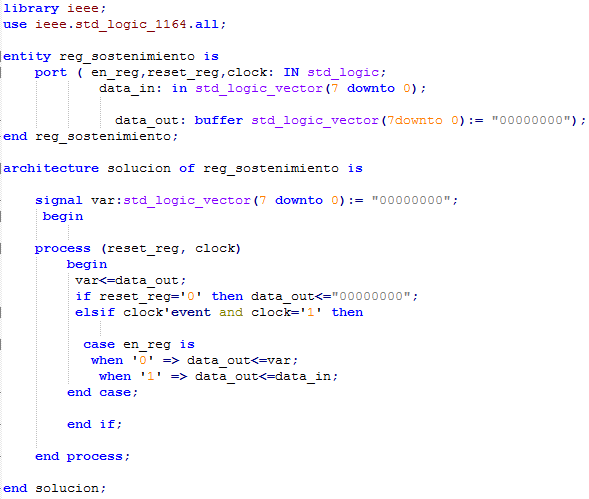 library ieee;
use ieee.std_logic_1164.all;
entity reg_sostenimiento is
port ( en_reg,reset_reg,clock: IN std_logic;
data_in: in std_logic_vector(7 downto 0);
data_out: buffer std_logic_vector(7downto 0):= "00000000");
end reg_sostenimiento;
architecture solucion of reg_sostenimiento is
signal var:std_logic_vector(7 downto 0):= "00000000";
begin
process (reset_reg, clock)
begin
var<=data_out;
if reset_reg='0' then data_out<="00000000";
elsif clock'event and clock='1' then
case en_reg is
when '0' => data_out<=var;
when '1' => data_out<=data_in;
end case;
end if;
end process;
end solucion;